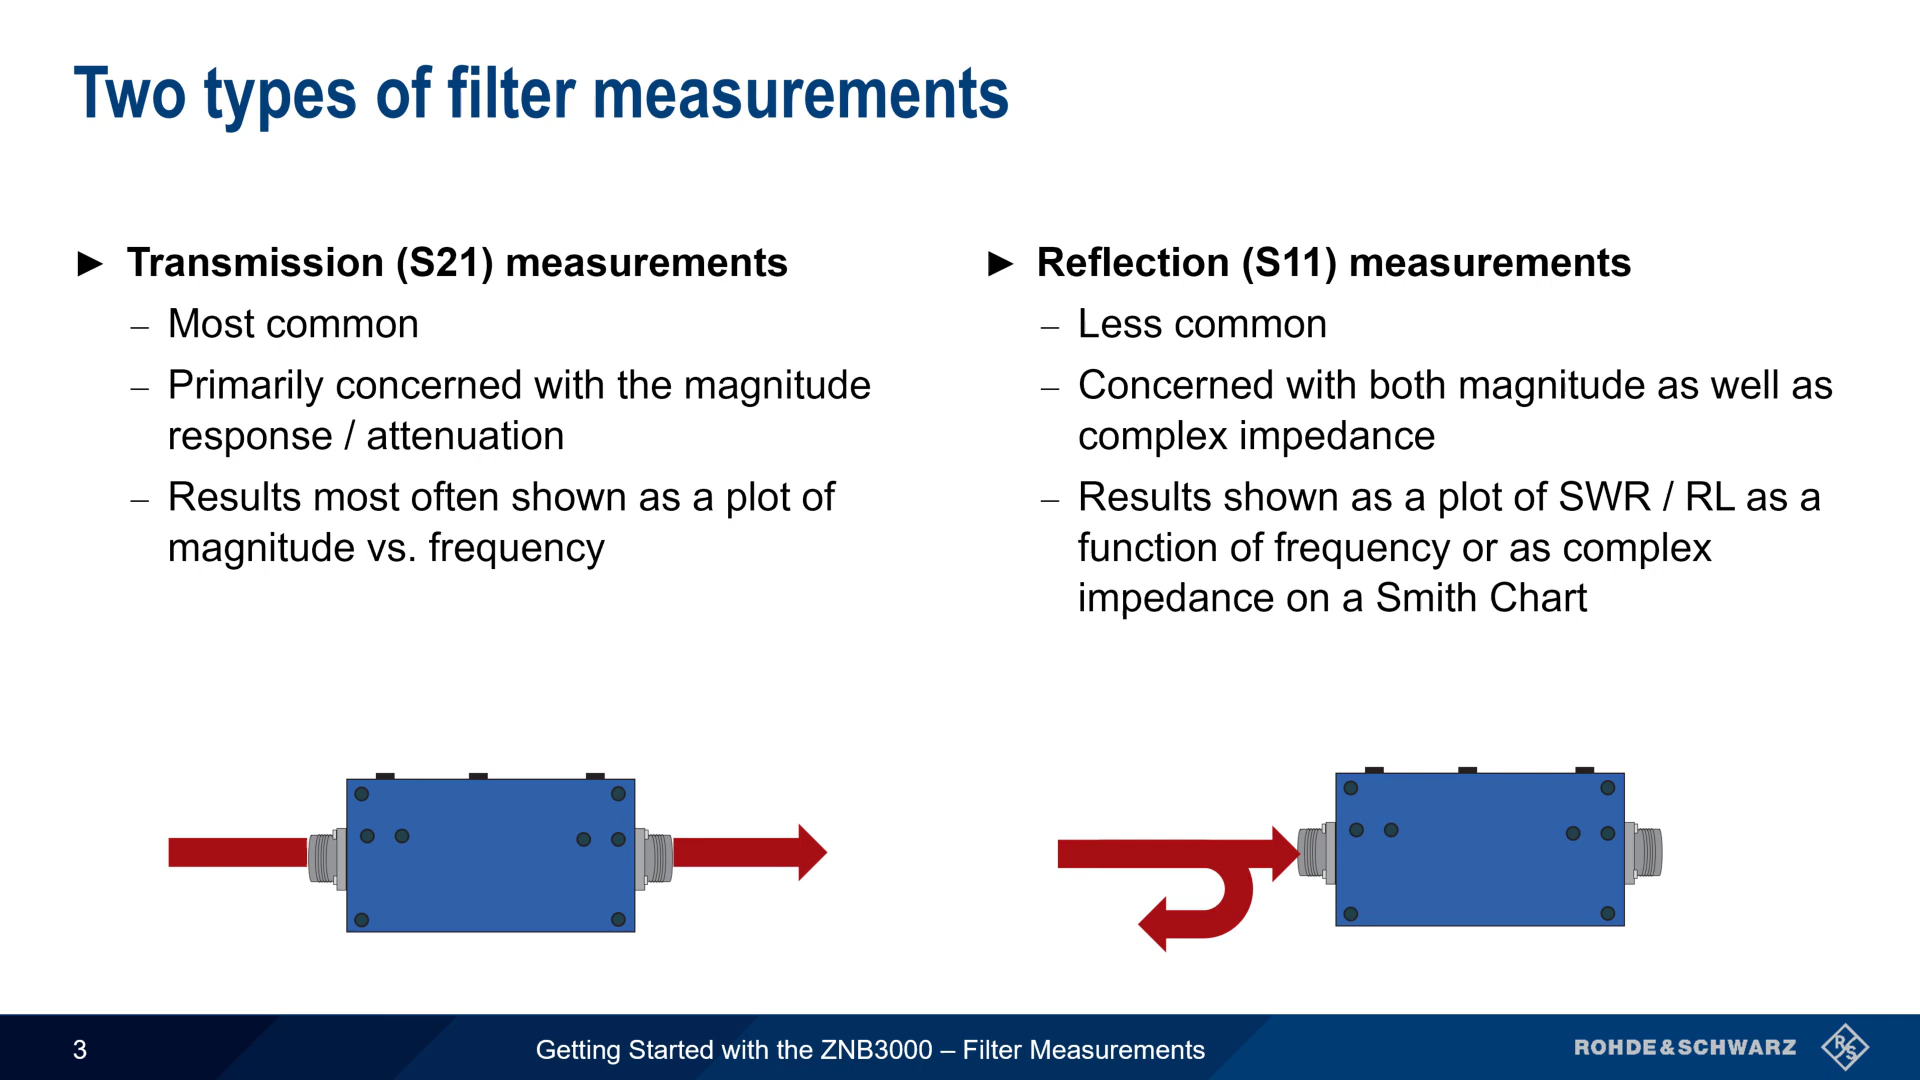 Two types of filter measurements
► Transmission (S21) measurements
– Most common
– Primarily concerned with the magnitude
response / attenuation
– Results most often shown as a plot of
magnitude vs. frequency
► Reflection (S11) measurements
– Less common
– Concerned with both magnitude as well as
complex impedance
– Results shown as a plot of SWR / RL as a
function of frequency or as complex
impedance on a Smith Chart
3
Getting Started with the ZNB3000 – Filter Measurements
ROHDE&SCHWARZ
R&S